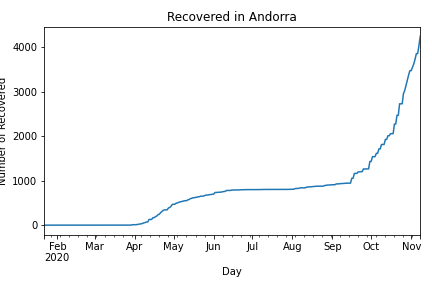 Recovered in Andorra
Number of Recovered
4000
3000
2000
1000
0
Feb Mar Apr May Jun Jul Aug Sep Oct Nov
2020
Day